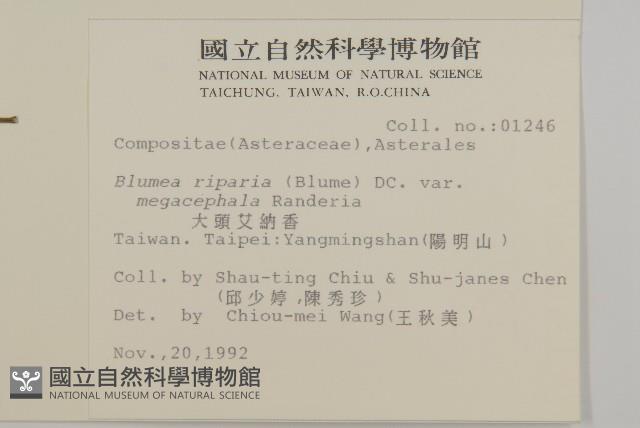 國立自然科學博物館
NATIONAL MUSEUM OF NATURAL SCIENCE
TAICHUNG, TAIWAN, R.O.CHINA
Coll. no.:01246
Compositae(Asteraceae),Asterales
Blumea riparia (Blume) DC. var.
megacephala Randeria
大頭艾納香
Taiwan. Taipei:Yangmingshan(陽明山)
Coll. by Shau-ting Chiu & Shu-janes Chen
(邱少婷,陳秀珍)
Det. by Chiou-mei Wang(王秋美)
Nov.,20,1992
國立自然科學博物館
NATIONAL MUSEUM OF NATURAL SCIENCE